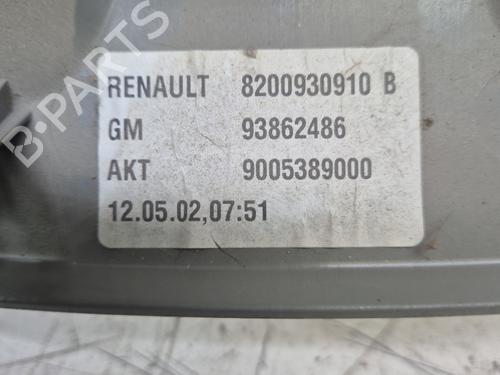 B-PARTS
RENAULT 8200930910 B
GM 93862486
AKT 9005389000
12.05.02,07:51